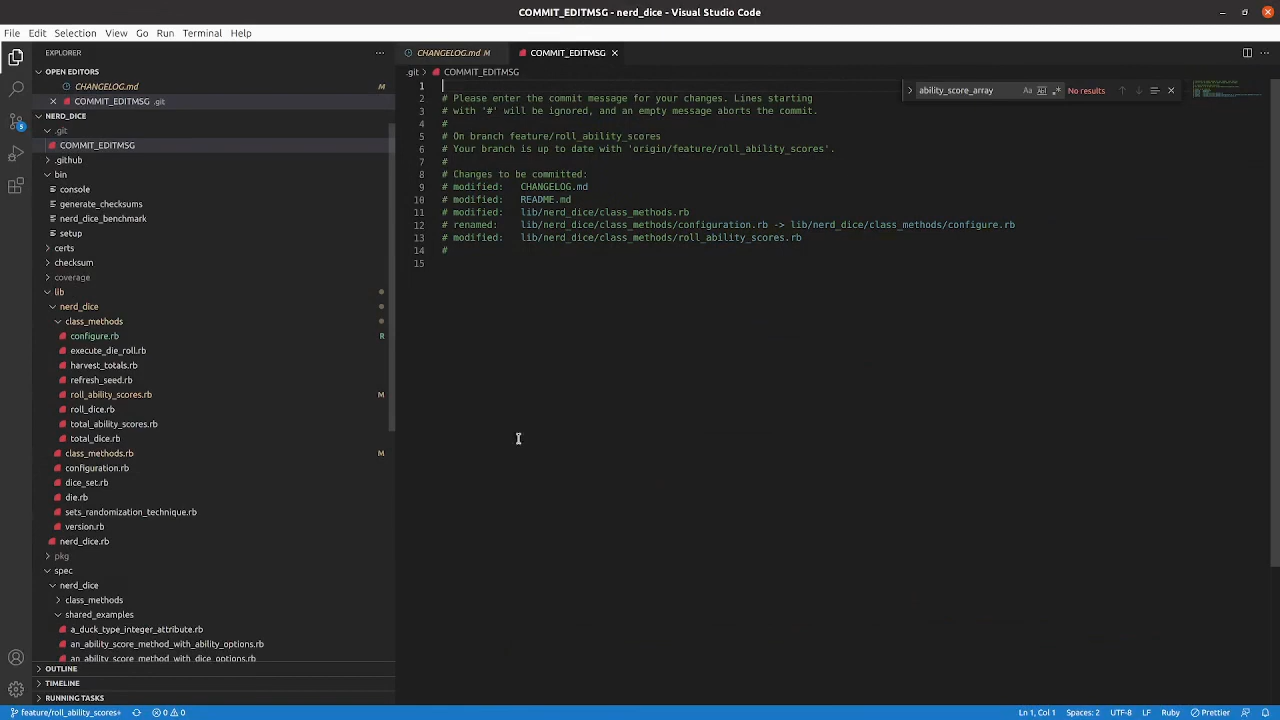 COMMIT_EDITMSG - nerd_dice - Visual Studio Code
File Edit Selection View Go Run Terminal Help
EXPLORER
OPEN EDITORS
CHANGELOG.md M
COMMIT_EDITMSG .git
NERD_DICE
.git
COMMIT_EDITMSG
.github
bin
console
generate_checksums
nerd_dice_benchmark
setup
certs
checksum
coverage
lib
nerd_dice
class_methods
configure.rb R
execute_die_roll.rb
harvest_totals.rb
refresh_seed.rb
roll_ability_scores.rb M
roll_dice.rb
total_ability_scores.rb
total_dice.rb
class_methods.rb M
configuration.rb
dice_set.rb
die.rb
sets_randomization_technique.rb
version.rb
nerd_dice.rb
pkg
spec
nerd_dice
class_methods
shared_examples
a_duck_type_integer_attribute.rb
an_ability_score_method_with_ability_options.rb
an_ability_score_method_with_dice_options.rb
OUTLINE
TIMELINE
RUNNING TASKS
5
CHANGELOG.md M COMMIT_EDITMSG
.git COMMIT_EDITMSG
ability_score_array Aa ab No results
1
2 # Please enter the commit message for your changes. Lines starting
3 # with '#' will be ignored, and an empty message aborts the commit.
4 #
5 # On branch feature/roll_ability_scores
6 # Your branch is up to date with 'origin/feature/roll_ability_scores'.
7 #
8 # Changes to be committed:
9 # modified: CHANGELOG.md
10 # modified: README.md
11 # modified: lib/nerd_dice/class_methods.rb
12 # renamed: lib/nerd_dice/class_methods/configuration.rb -> lib/nerd_dice/class_methods/configure.rb
13 # modified: lib/nerd_dice/class_methods/roll_ability_scores.rb
14 #
15
feature/roll_ability_scores+ 0 0 Ln 1, Col 1 Spaces: 2 UTF-8 LF Ruby Prettier